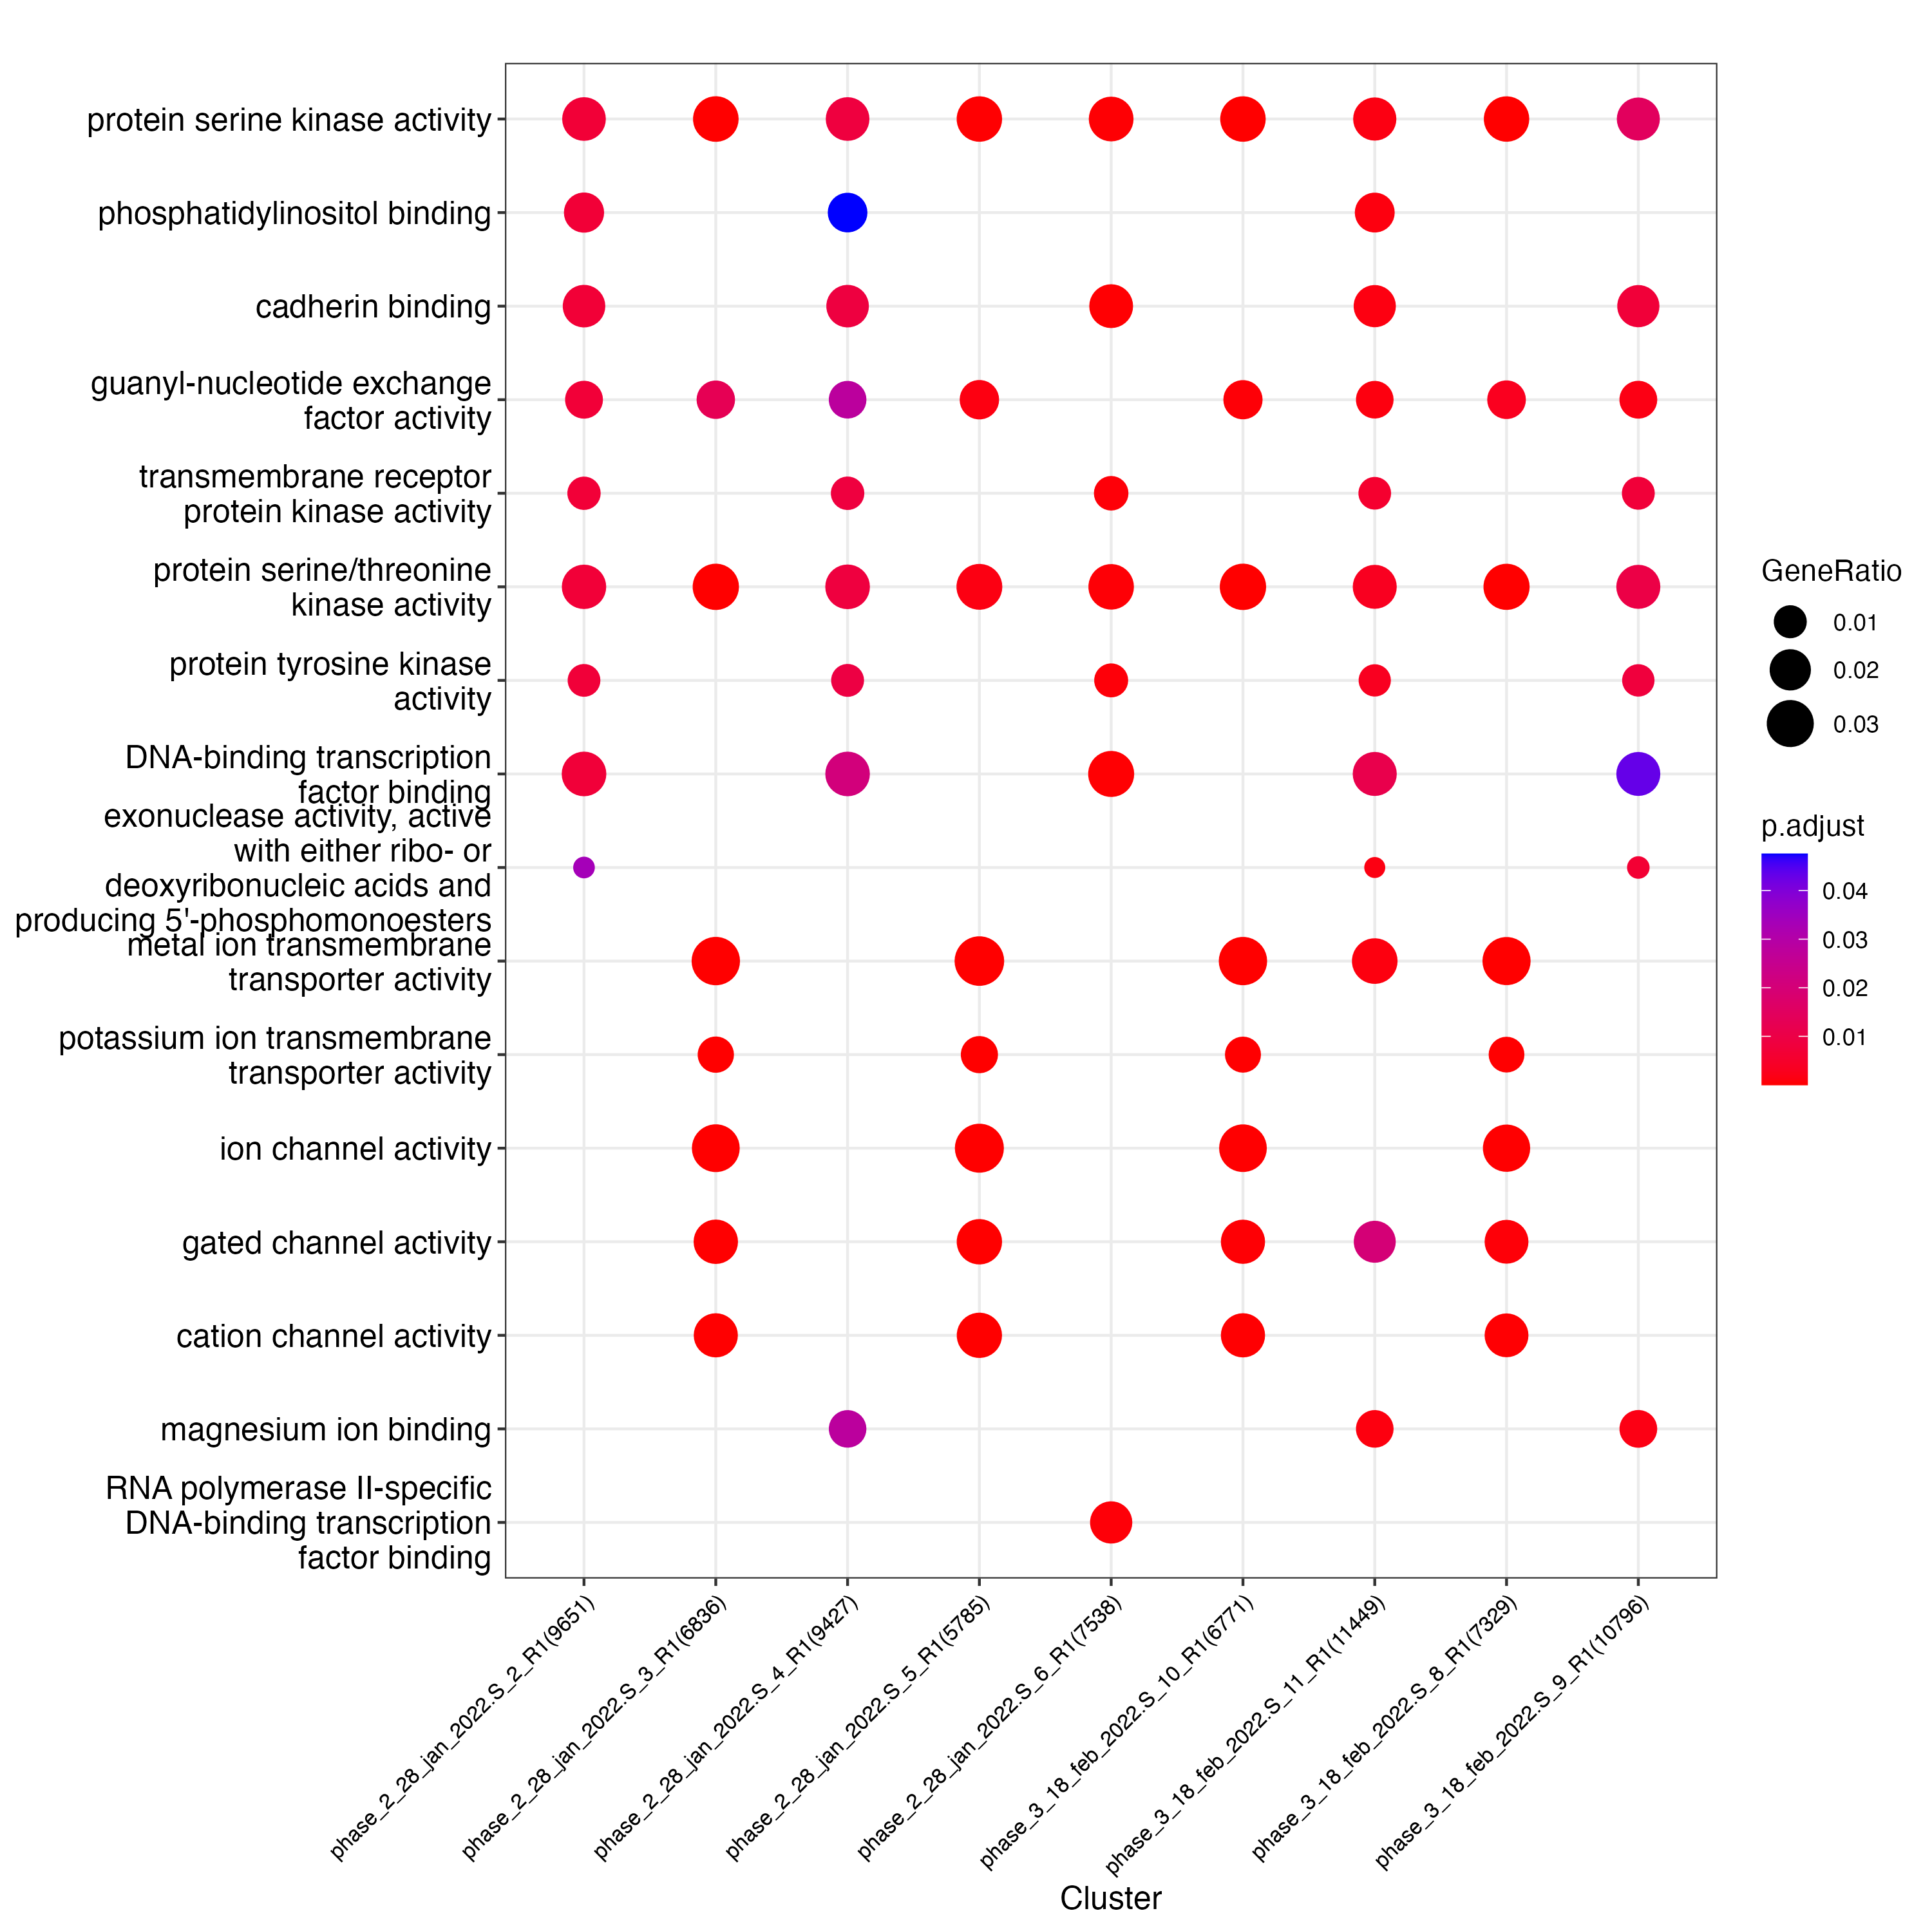 protein serine kinase activity
phosphatidylinositol binding
cadherin binding
guanyl-nucleotide exchange
factor activity
transmembrane receptor
protein kinase activity
protein serine/threonine
kinase activity
protein tyrosine kinase
activity
DNA-binding transcription
factor binding
exonuclease activity, active
with either ribo- or
deoxyribonucleic acids and
producing 5'-phosphomonoesters
metal ion transmembrane
transporter activity
potassium ion transmembrane
transporter activity
ion channel activity
gated channel activity
cation channel activity
magnesium ion binding
RNA polymerase II-specific
DNA-binding transcription
factor binding
phase_2_28_jan_2022.S_2_R1(9651)
phase_2_28_jan_2022.S_3_R1(6836)
phase_2_28_jan_2022.S_4_R1(9427)
phase_2_28_jan_2022.S_5_R1(5785)
phase_2_28_jan_2022.S_6_R1(7538)
phase_3_18_feb_2022.S_10_R1(6771)
phase_3_18_feb_2022.S_11_R1(11449)
phase_3_18_feb_2022.S_8_R1(7329)
phase_3_18_feb_2022.S_9_R1(10796)
Cluster
GeneRatio
0.01
0.02
0.03
p.adjust
0.04
0.03
0.02
0.01